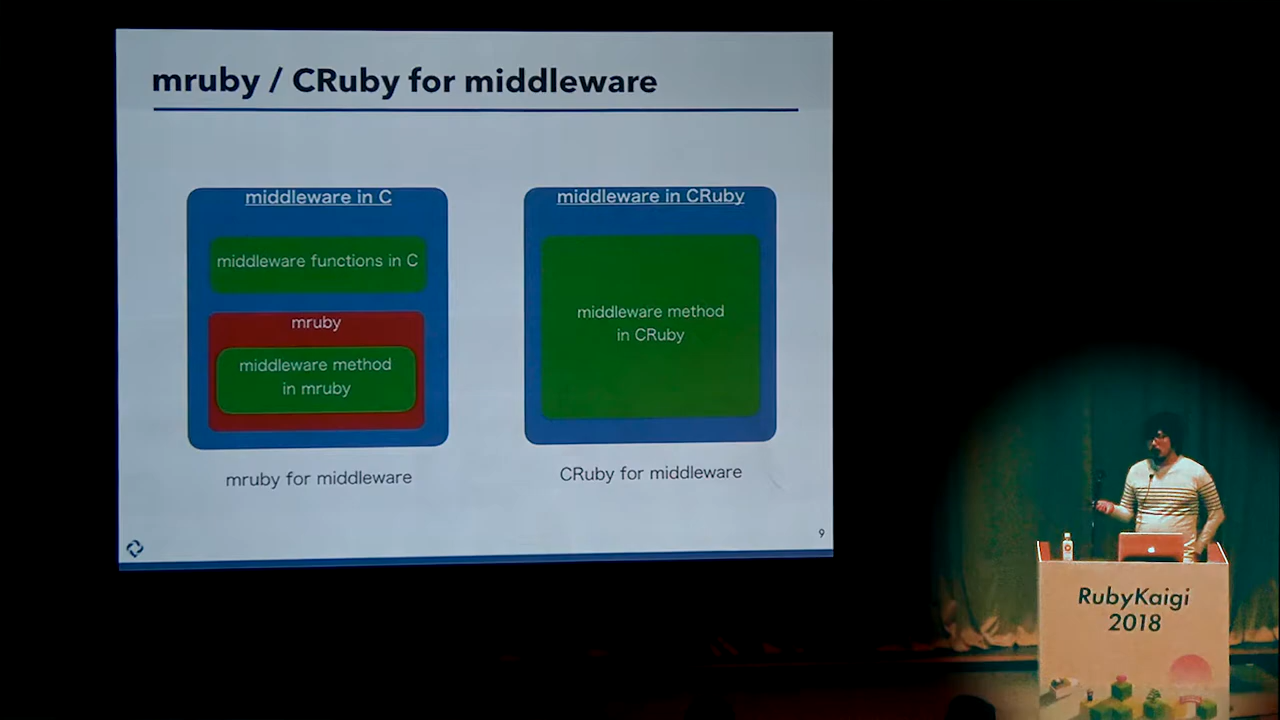 mruby / CRuby for middleware
middleware in C
middleware functions in C
mruby
middleware method
in mruby
mruby for middleware
middleware in CRuby
middleware method
in CRuby
CRuby for middleware
9
RubyKaigi
2018